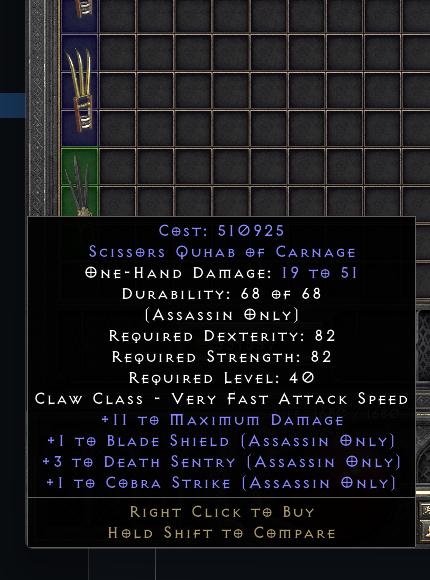 Cost: 510925
Scissors Quhab of Carnage
One-Hand Damage: 19 to 51
Durability: 68 of 68
(Assassin Only)
Required Dexterity: 82
Required Strength: 82
Required Level: 40
Claw Class - Very Fast Attack Speed
+11 to Maximum Damage
+1 to Blade Shield (Assassin Only)
+3 to Death Sentry (Assassin Only)
+1 to Cobra Strike (Assassin Only)
Right Click to Buy
Hold Shift to Compare